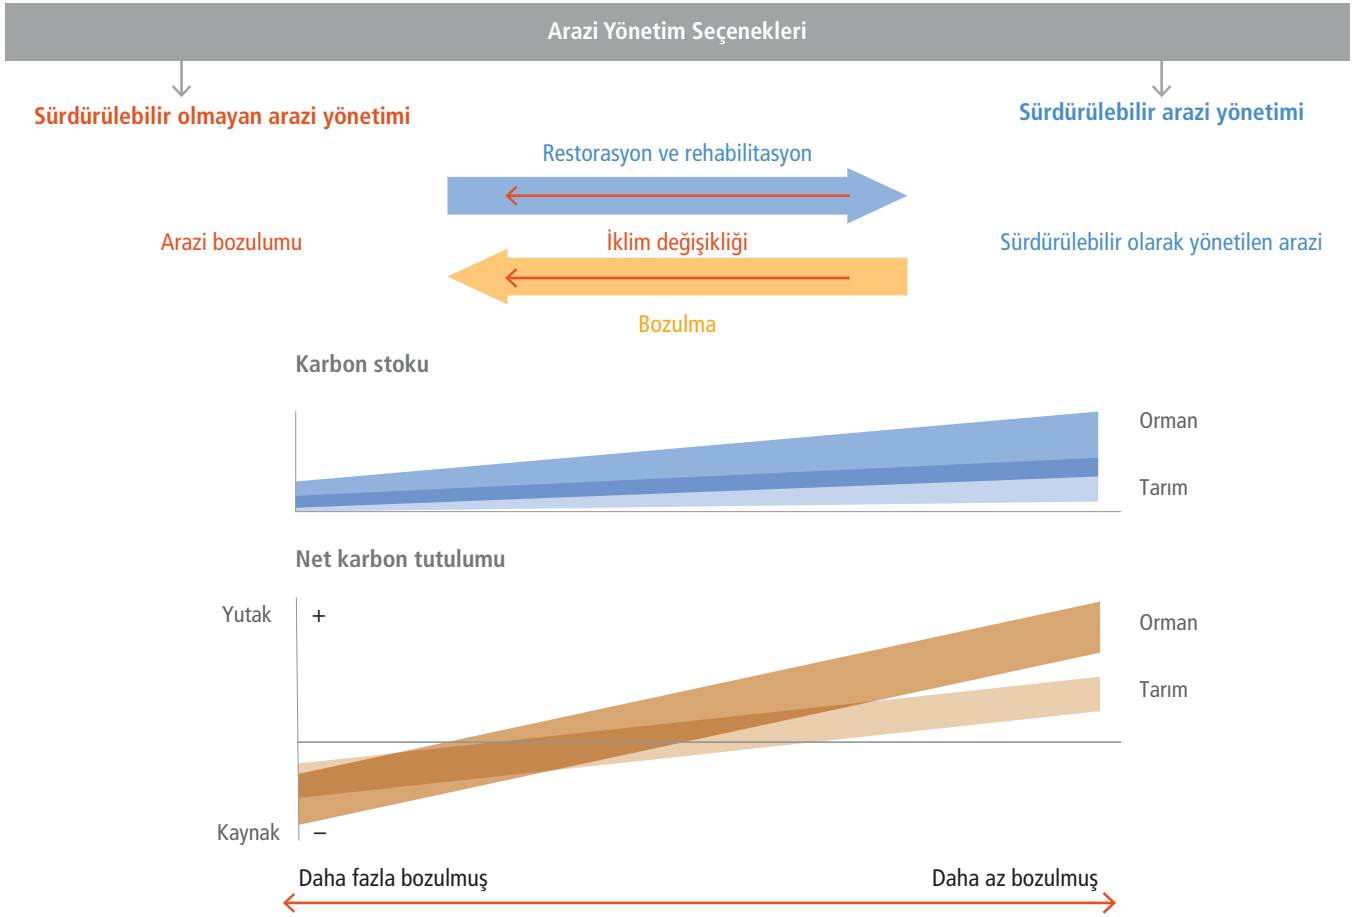 Arazi Yönetim Seçenekleri
Sürdürülebilir olmayan arazi yönetimi
Sürdürülebilir arazi yönetimi
Restorasyon ve rehabilitasyon
Arazi bozulumu
İklim değişikliği
Sürdürülebilir olarak yönetilen arazi
Bozulma
Karbon stoku
Orman
Tarım
Net karbon tutulumu
Yutak +
Orman
Tarım
Kaynak –
Daha fazla bozulmuş
Daha az bozulmuş